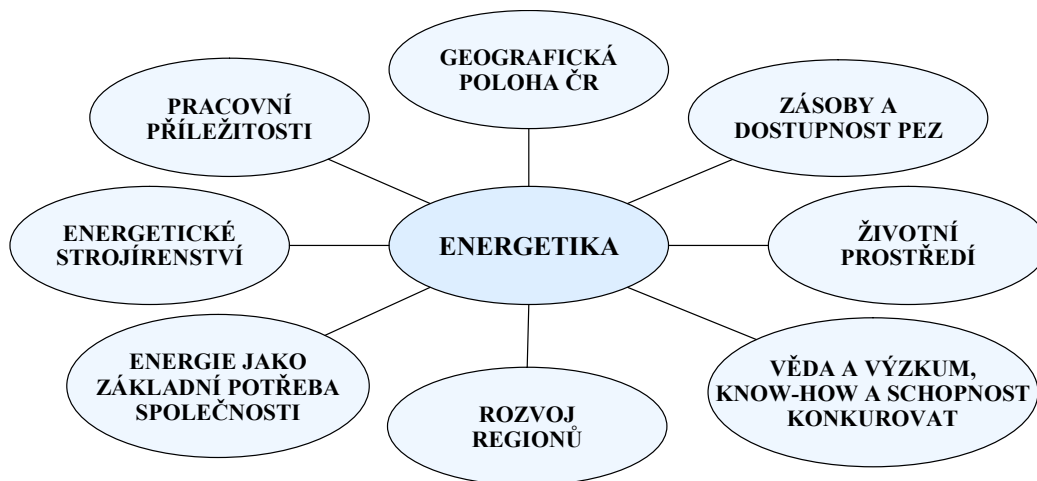 GEOGRAFICKÁ
POLOHA ČR
PRACOVNÍ
PŘÍLEŽITOSTI
ZÁSOBY A
DOSTUPNOST PEZ
ENERGETICKÉ
STROJÍRENSTVÍ
ENERGETIKA
ŽIVOTNÍ
PROSTŘEDÍ
ENERGIE JAKO
ZÁKLADNÍ POTŘEBA
SPOLEČNOSTI
ROZVOJ
REGIONŮ
VĚDA A VÝZKUM,
KNOW-HOW A SCHOPNOST
KONKUROVAT